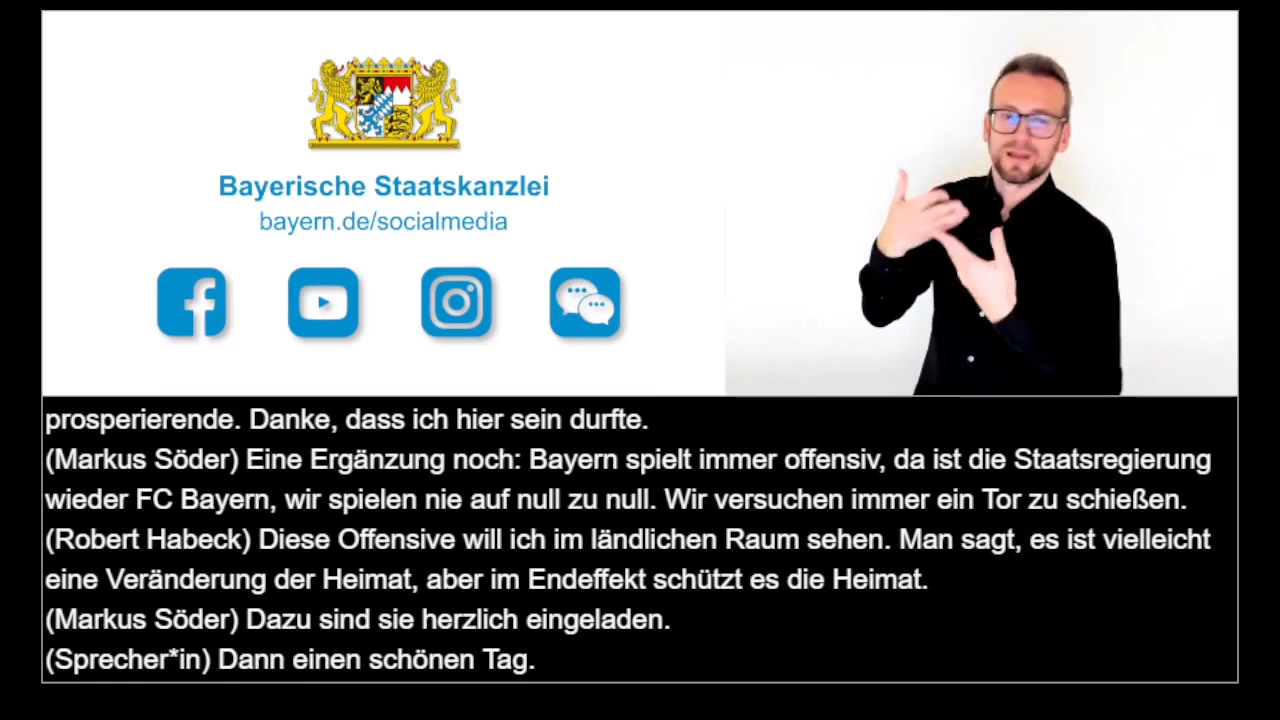 Bayerische Staatskanzlei
bayern.de/socialmedia
prosperierende. Danke, dass ich hier sein durfte.
(Markus Söder) Eine Ergänzung noch: Bayern spielt immer offensiv, da ist die Staatsregierung
wieder FC Bayern, wir spielen nie auf null zu null. Wir versuchen immer ein Tor zu schießen.
(Robert Habeck) Diese Offensive will ich im ländlichen Raum sehen. Man sagt, es ist vielleicht
eine Veränderung der Heimat, aber im Endeffekt schützt es die Heimat.
(Markus Söder) Dazu sind sie herzlich eingeladen.
(Sprecher*in) Dann einen schönen Tag.